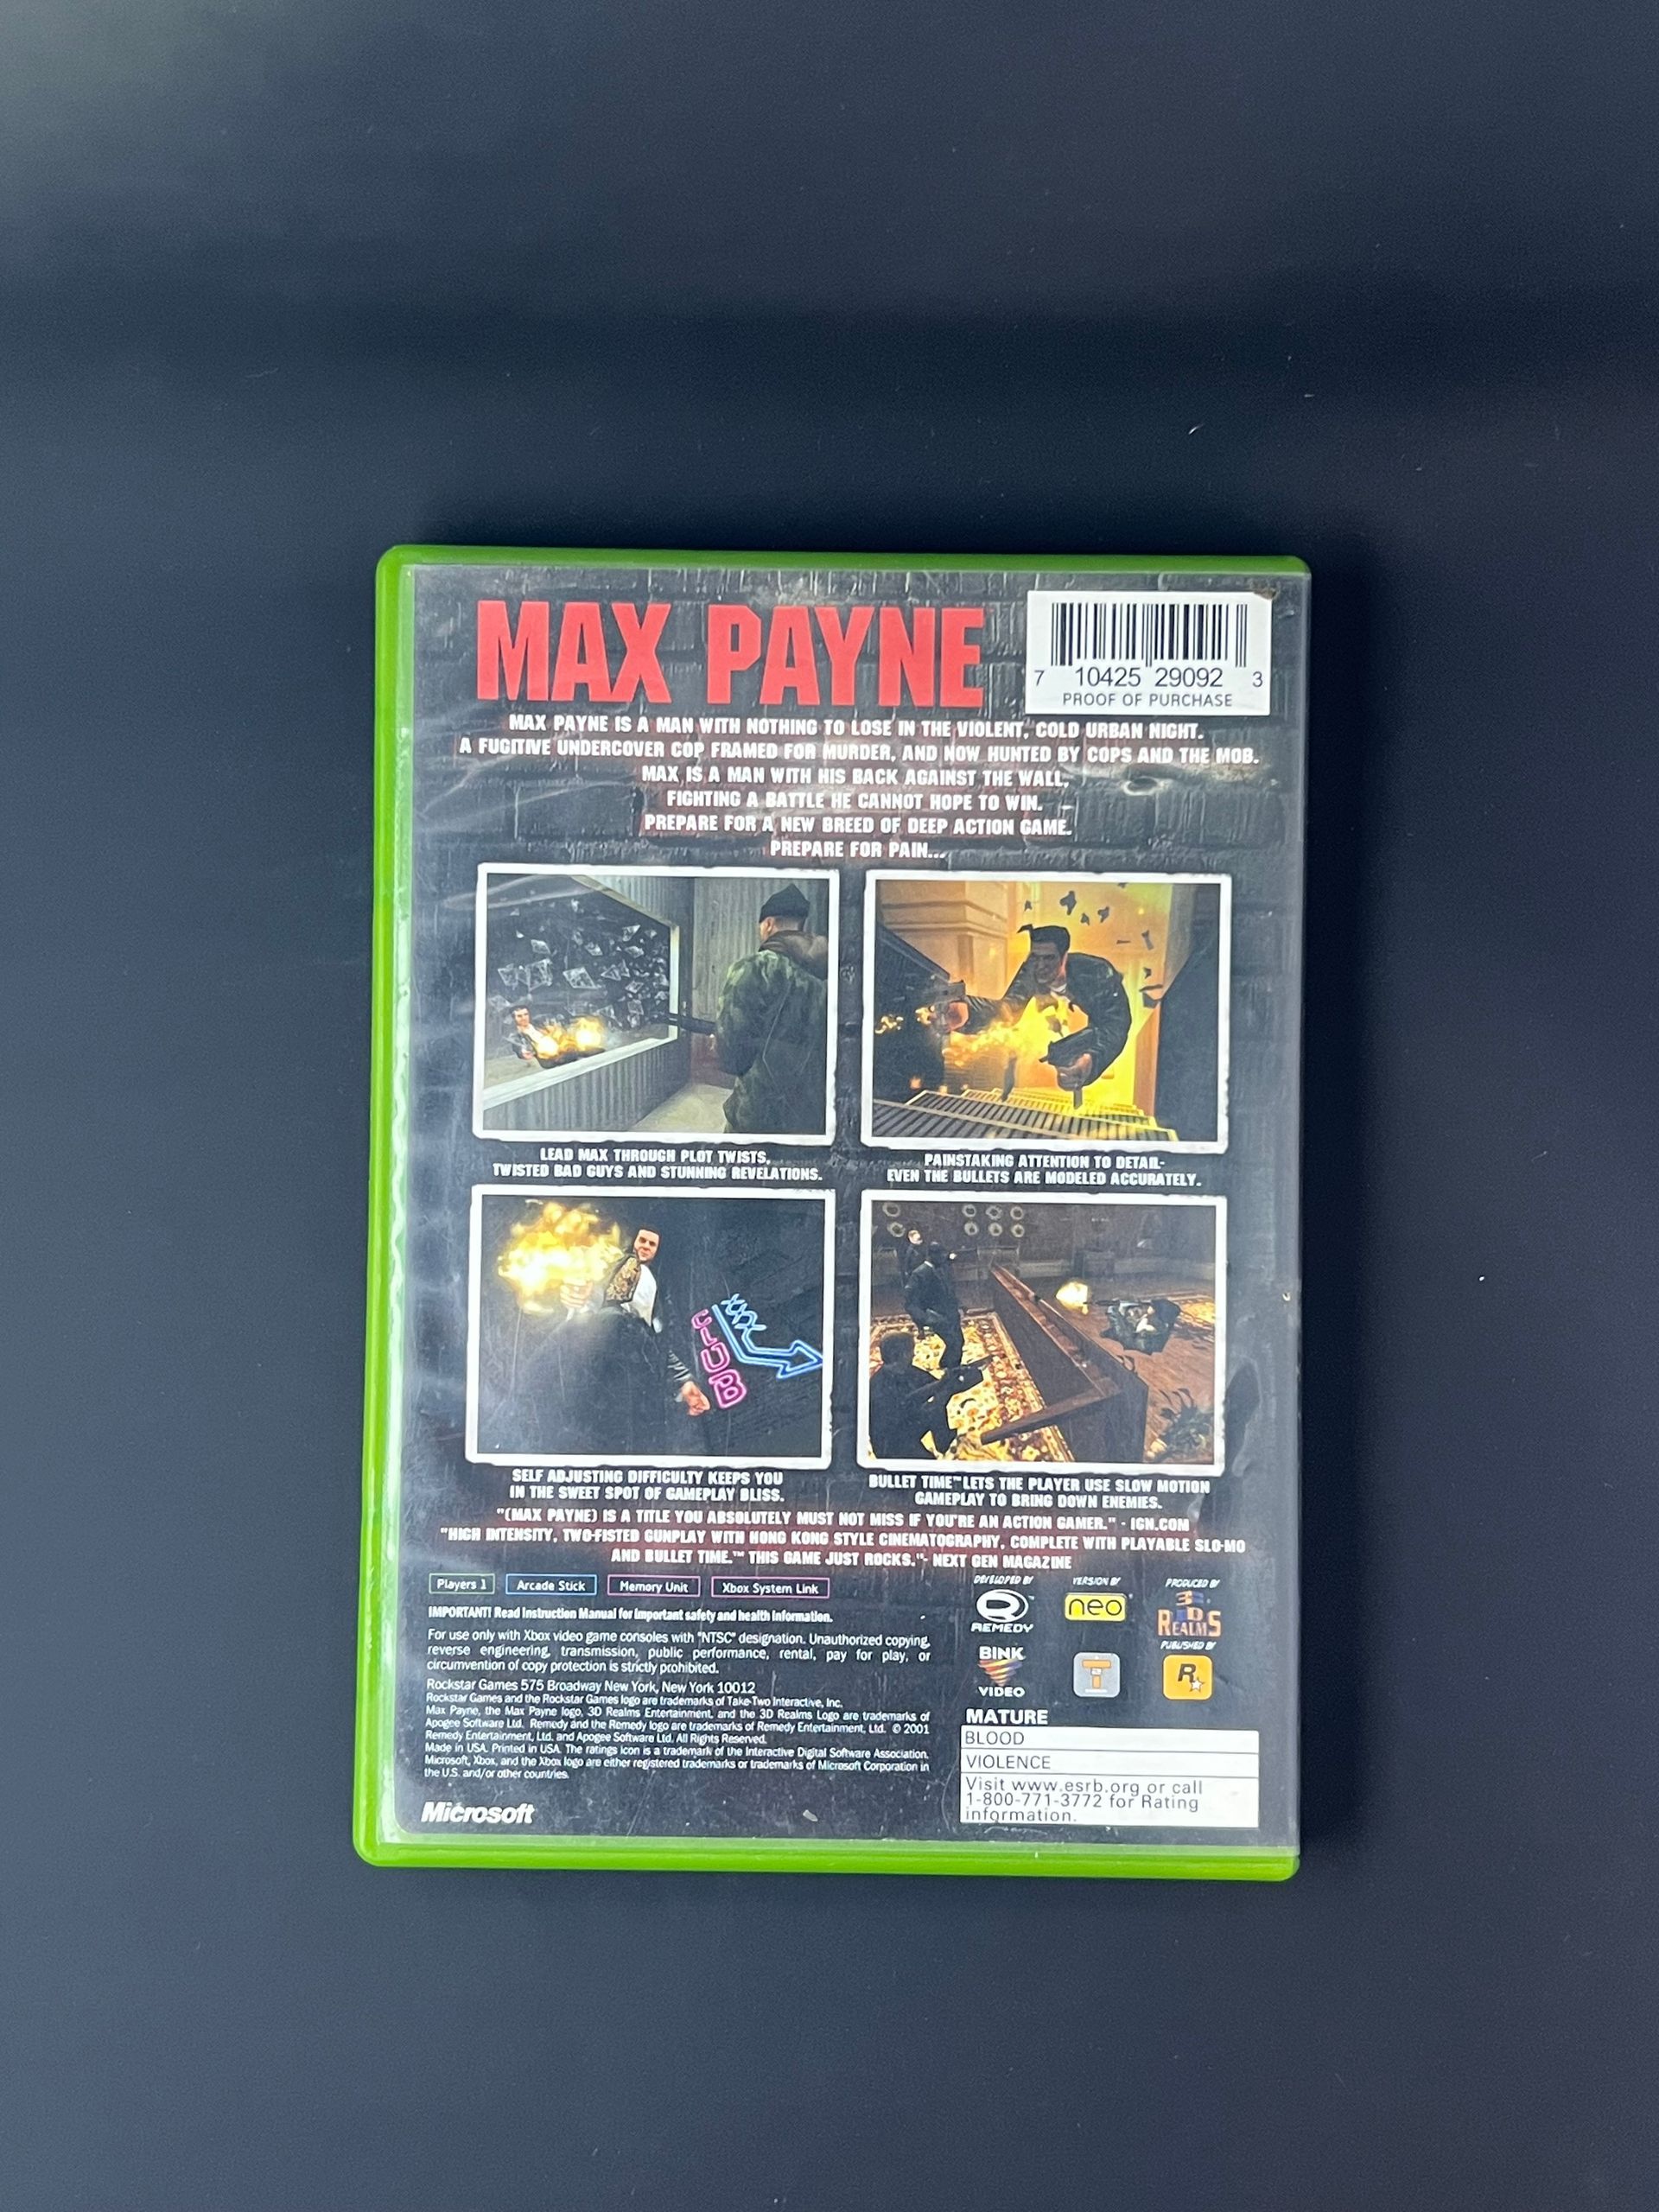 MAX PAYNE
7 10425 29092 3
PROOF OF PURCHASE
MAX PAYNE IS A MAN WITH NOTHING TO LOSE IN THE VIOLENT, COLD URBAN NIGHT.
A FUGITIVE UNDERCOVER COP FRAMED FOR MURDER, AND NOW HUNTED BY COPS AND THE MOB.
MAX IS A MAN WITH HIS BACK AGAINST THE WALL,
FIGHTING A BATTLE HE CANNOT HOPE TO WIN.
PREPARE FOR A NEW BREED OF DEEP ACTION GAME.
PREPARE FOR PAIN...
LEAD MAX THROUGH PLOT TWISTS,
TWISTED BAD GUYS AND STUNNING REVELATIONS.
PAINSTAKING ATTENTION TO DETAIL-
EVEN THE BULLETS ARE MODELED ACCURATELY.
XXX
CLUB
SELF ADJUSTING DIFFICULTY KEEPS YOU
IN THE SWEET SPOT OF GAMEPLAY BLISS.
BULLET TIME™ LETS THE PLAYER USE SLOW MOTION
GAMEPLAY TO BRING DOWN ENEMIES.
"(MAX PAYNE) IS A TITLE YOU ABSOLUTELY MUST NOT MISS IF YOU'RE AN ACTION GAMER." - IGN.COM
"HIGH INTENSITY, TWO-FISTED GUNPLAY WITH HONG KONG STYLE CINEMATOGRAPHY, COMPLETE WITH PLAYABLE SLO-MO
AND BULLET TIME.™ THIS GAME JUST ROCKS."- NEXT GEN MAGAZINE
Players 1
Arcade Stick
Memory Unit
Xbox System Link
IMPORTANT! Read Instruction Manual for important safety and health information.
For use only with Xbox video game consoles with "NTSC" designation. Unauthorized copying,
reverse engineering, transmission, public performance, rental, pay for play, or
circumvention of copy protection is strictly prohibited.
Rockstar Games 575 Broadway New York, New York 10012
Rockstar Games and the Rockstar Games logo are trademarks of Take-Two Interactive, Inc.
Max Payne, the Max Payne logo, 3D Realms Entertainment, and the 3D Realms Logo are trademarks of
Apogee Software Ltd. Remedy and the Remedy logo are trademarks of Remedy Entertainment, Ltd. © 2001
Remedy Entertainment, Ltd. and Apogee Software Ltd. All Rights Reserved.
Made in USA. Printed in USA. The ratings icon is a trademark of the Interactive Digital Software Association.
Microsoft, Xbox, and the Xbox logo are either registered trademarks or trademarks of Microsoft Corporation in
the U.S. and/or other countries.
Microsoft
DEVELOPED BY
REMEDY
VERSION BY
neo
PRODUCED BY
3D REALMS
BINK
VIDEO
T2
PUBLISHED BY
R
MATURE
BLOOD
VIOLENCE
Visit www.esrb.org or call
1-800-771-3772 for Rating
information.